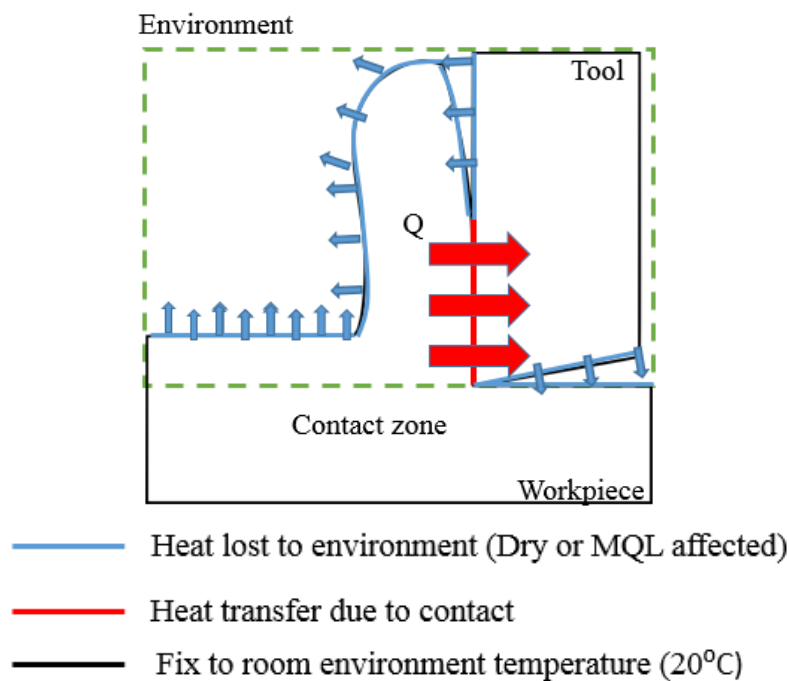 Environment
Tool
Q
Contact zone
Workpiece
Heat lost to environment (Dry or MQL affected)
Heat transfer due to contact
Fix to room environment temperature (20⁰C)